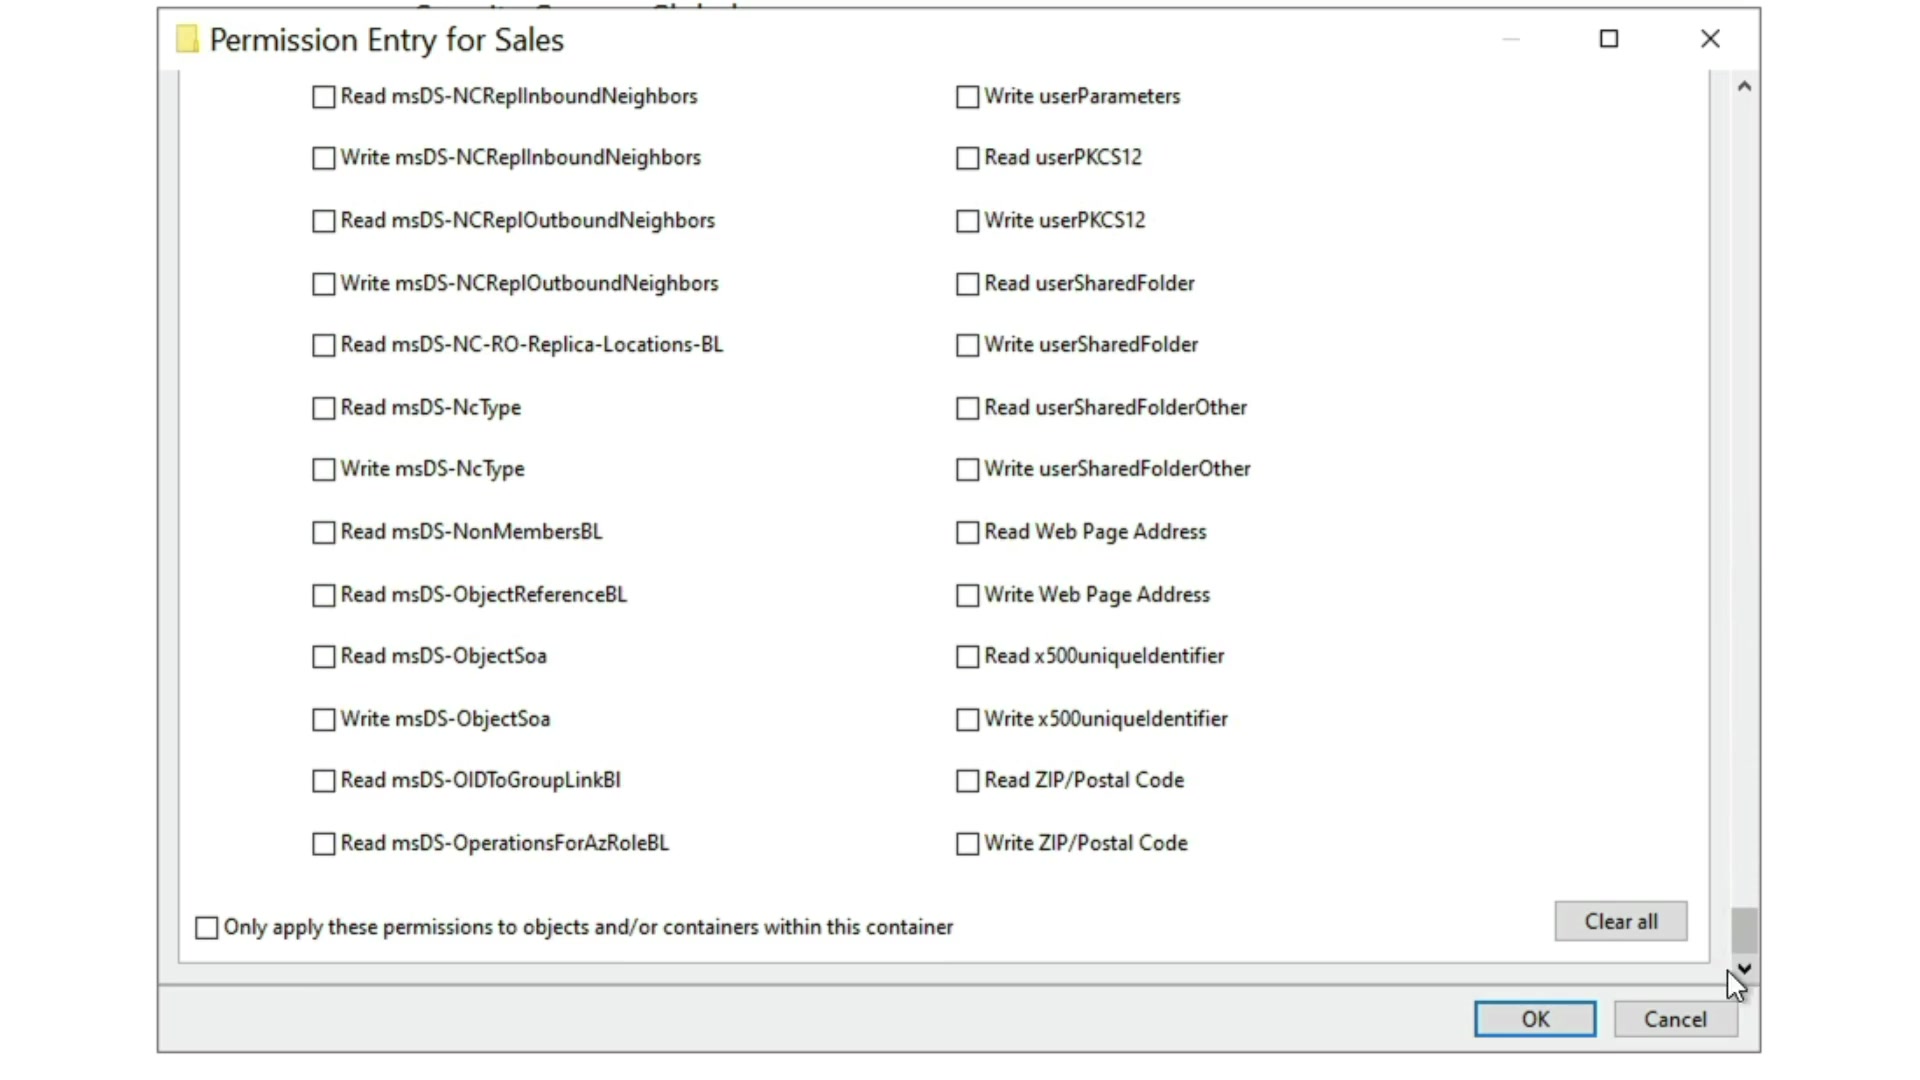 Permission Entry for Sales
Read msDS-NCReplInboundNeighbors
Write userParameters
Write msDS-NCReplInboundNeighbors
Read userPKCS12
Read msDS-NCReplOutboundNeighbors
Write userPKCS12
Write msDS-NCReplOutboundNeighbors
Read userSharedFolder
Read msDS-NC-RO-Replica-Locations-BL
Write userSharedFolder
Read msDS-NcType
Read userSharedFolderOther
Write msDS-NcType
Write userSharedFolderOther
Read msDS-NonMembersBL
Read Web Page Address
Read msDS-ObjectReferenceBL
Write Web Page Address
Read msDS-ObjectSoa
Read x500uniqueIdentifier
Write msDS-ObjectSoa
Write x500uniqueIdentifier
Read msDS-OIDToGroupLinkBl
Read ZIP/Postal Code
Read msDS-OperationsForAzRoleBL
Write ZIP/Postal Code
Only apply these permissions to objects and/or containers within this container
Clear all
OK
Cancel